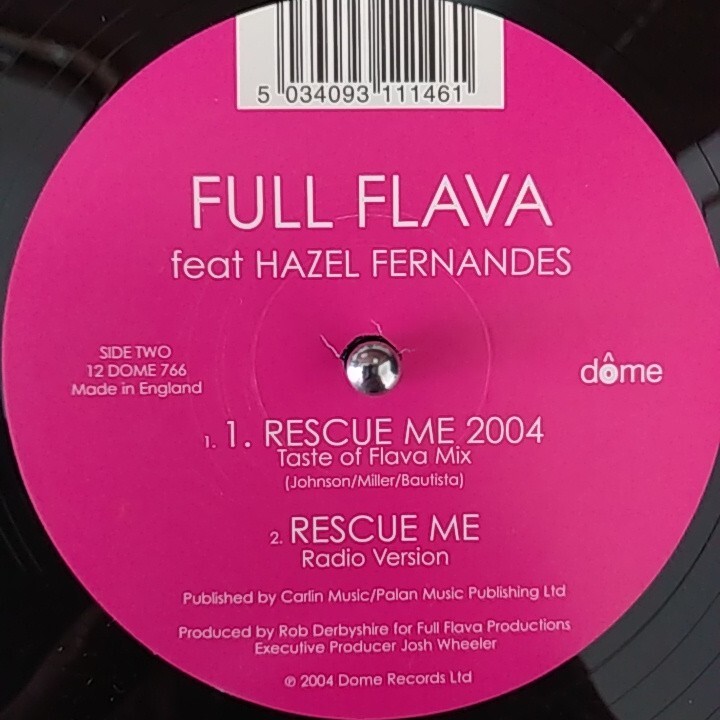 5 034093 111461
FULL FLAVA
feat HAZEL FERNANDES
SIDE TWO
12 DOME 766
Made in England
dôme
1. 1. RESCUE ME 2004
Taste of Flava Mix
(Johnson/Miller/Bautista)
2. RESCUE ME
Radio Version
Published by Carlin Music/Palan Music Publishing Ltd
Produced by Rob Derbyshire for Full Flava Productions
Executive Producer Josh Wheeler
℗ 2004 Dome Records Ltd